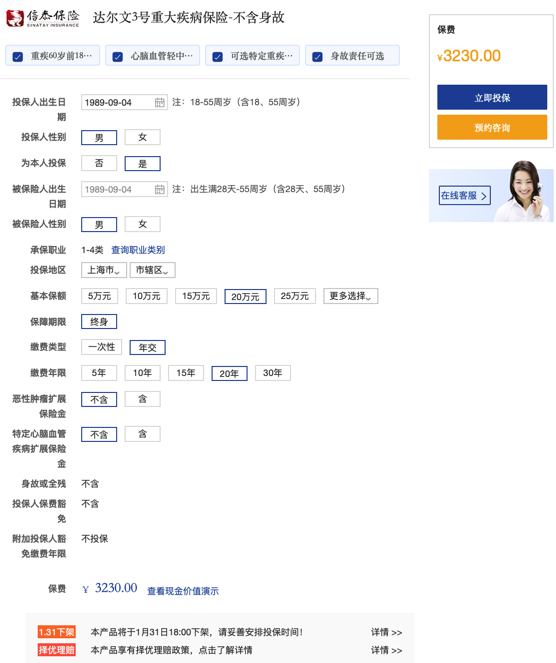 信泰保险
SINATAY INSURANCE
达尔文3号重大疾病保险-不含身故
重疾60岁前18··· 心脑血管轻中··· 可选特定重疾··· 身故责任可选
保费
¥3230.00
立即投保
预约咨询
在线客服
投保人出生日
期
1989-09-04 注：18-55周岁（含18、55周岁）
投保人性别 男 女
为本人投保 否 是
被保险人出生
日期
1989-09-04 注：出生满28天-55周岁（含28天、55周岁）
被保险人性别 男 女
承保职业 1-4类 查询职业类别
投保地区 上海市 市辖区
基本保额 5万元 10万元 15万元 20万元 25万元 更多选择
保障期限 终身
缴费类型 一次性 年交
缴费年限 5年 10年 15年 20年 30年
恶性肿瘤扩展
保险金
不含 含
特定心脑血管
疾病扩展保险
金
不含 含
身故或全残 不含
投保人保费豁
免
不含
附加投保人豁
免缴费年限
不投保
保费 ¥ 3230.00 查看现金价值演示
1.31下架 本产品将于1月31日18:00下架，请妥善安排投保时间！ 详情 >>
择优理赔 本产品享有择优理赔政策，点击了解详情 详情 >>